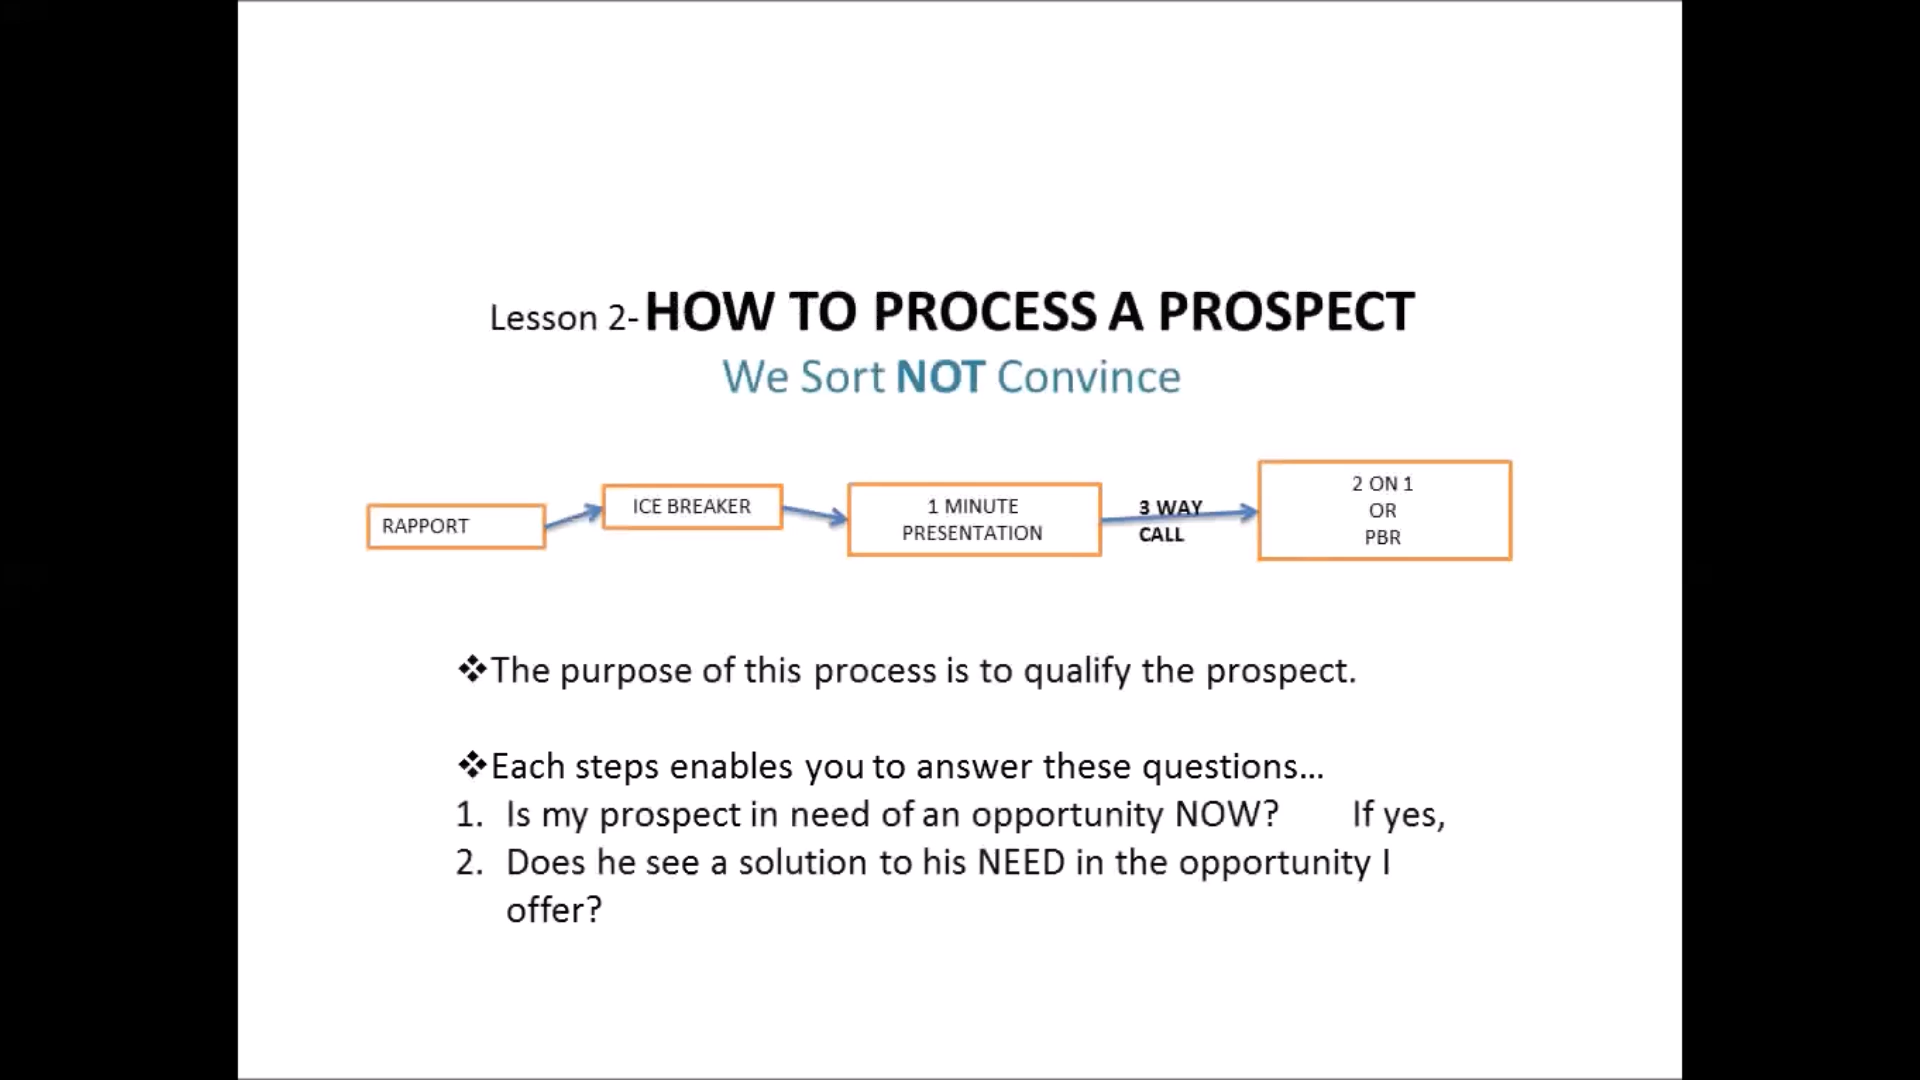 Lesson 2- HOW TO PROCESS A PROSPECT
We Sort NOT Convince
RAPPORT
ICE BREAKER
1 MINUTE
PRESENTATION
3 WAY
CALL
2 ON 1
OR
PBR
❖The purpose of this process is to qualify the prospect.
❖Each steps enables you to answer these questions...
1. Is my prospect in need of an opportunity NOW? If yes,
2. Does he see a solution to his NEED in the opportunity I
offer?